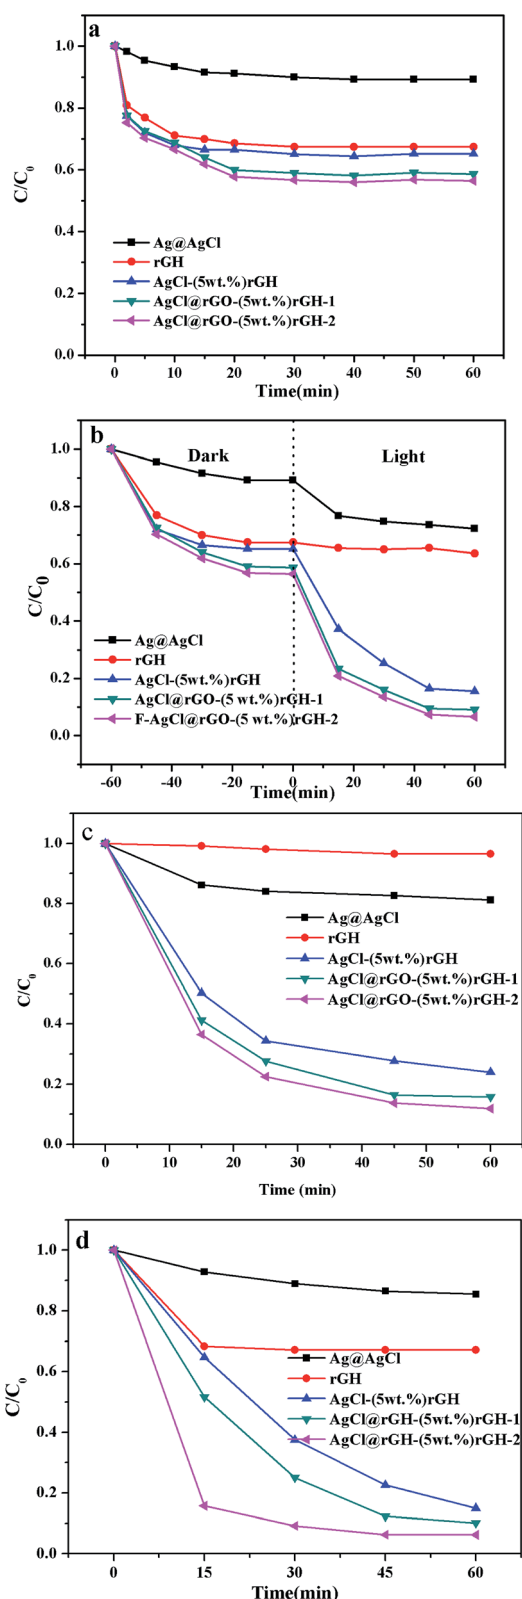 a
1.0
0.8
0.6
0.4
0.2
0.0
C/C0
Ag@AgCl
rGH
AgCl-(5wt.%)rGH
AgCl@rGO-(5wt.%)rGH-1
AgCl@rGO-(5wt.%)rGH-2
0 10 20 30 40 50 60
Time(min)
b
Dark
Light
1.0
0.8
0.6
0.4
0.2
0.0
C/C0
Ag@AgCl
rGH
AgCl-(5wt.%)rGH
AgCl@rGO-(5 wt.%)rGH-1
F-AgCl@rGO-(5 wt.%)rGH-2
-60 -40 -20 0 20 40 60
Time(min)
c
1.0
0.8
0.6
0.4
0.2
0.0
C/C0
Ag@AgCl
rGH
AgCl-(5wt.%)rGH
AgCl@rGO-(5wt.%)rGH-1
AgCl@rGO-(5wt.%)rGH-2
0 10 20 30 40 50 60
Time (min)
d
1.0
0.8
0.6
0.4
0.2
0.0
C/C0
Ag@AgCl
rGH
AgCl-(5wt.%)rGH
AgCl@rGH-(5wt.%)rGH-1
AgCl@rGH-(5wt.%)rGH-2
0 15 30 45 60
Time(min)